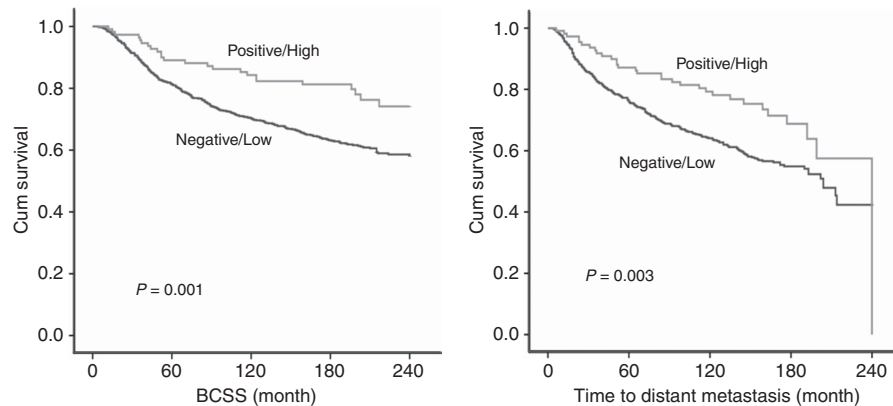 Cum survival
1.0
0.8
0.6
0.4
0.2
0.0
Positive/High
Negative/Low
P = 0.001
0 60 120 180 240
BCSS (month)
Cum survival
1.0
0.8
0.6
0.4
0.2
0.0
Positive/High
Negative/Low
P = 0.003
0 60 120 180 240
Time to distant metastasis (month)